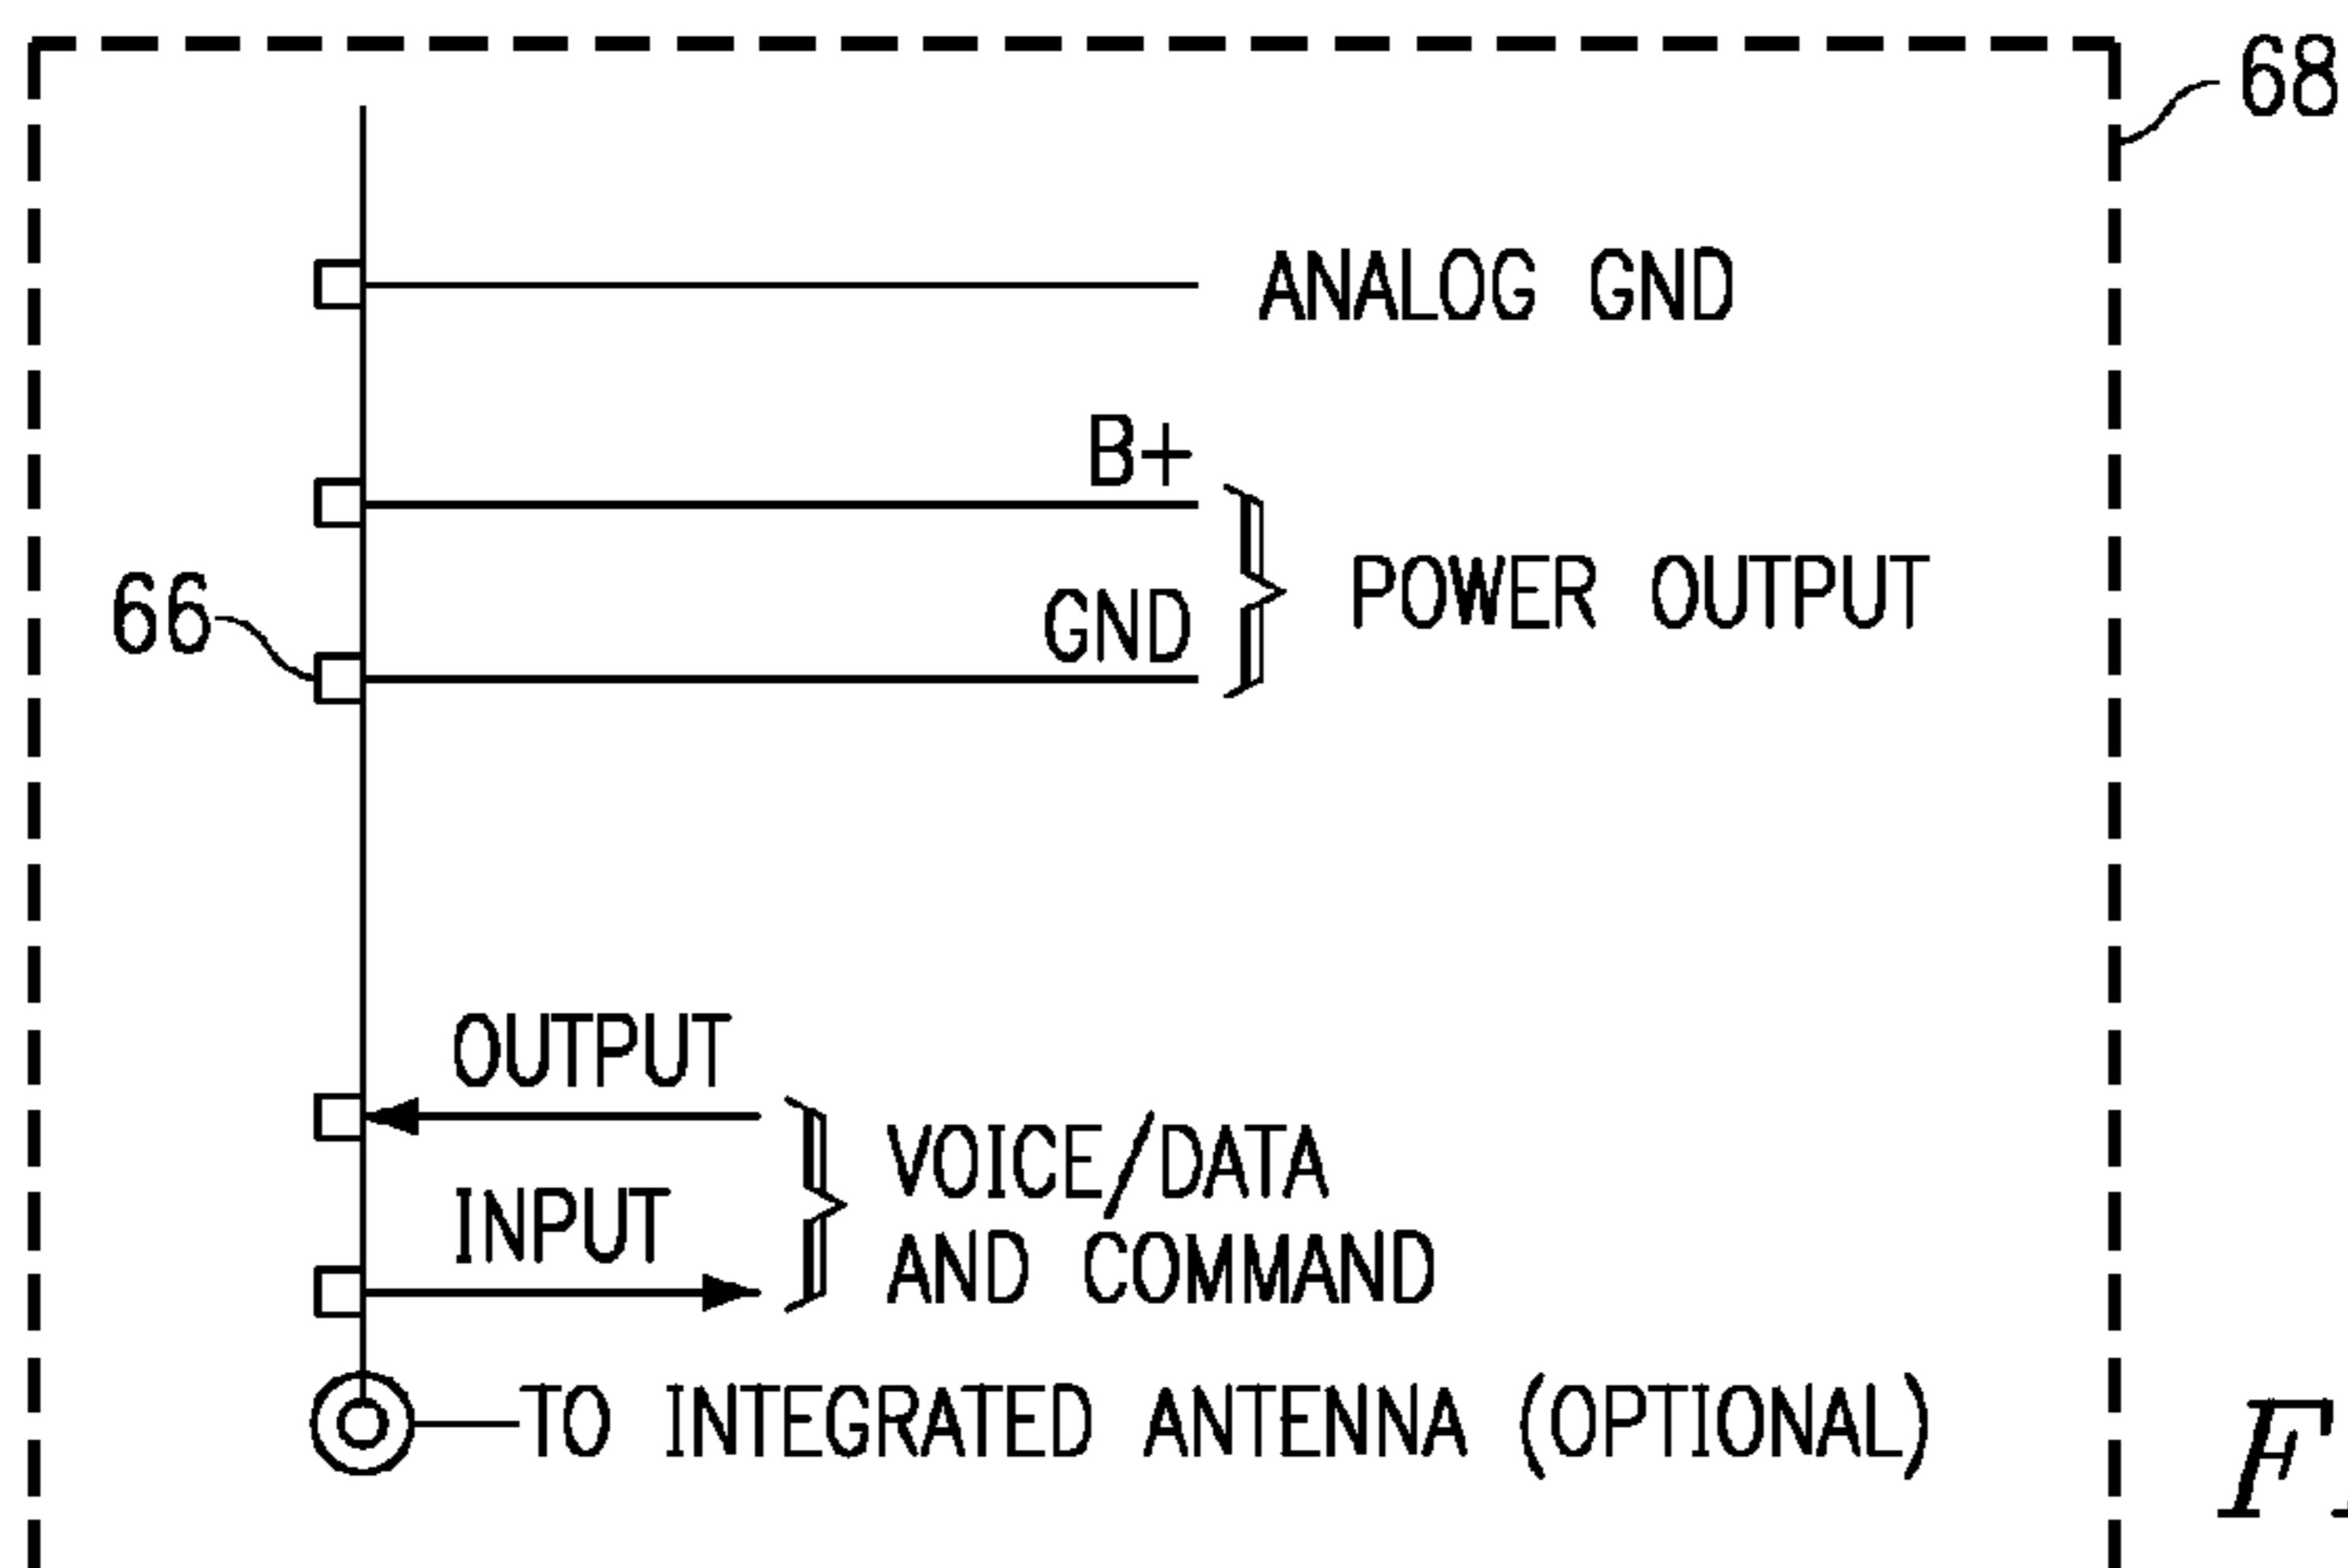 68
ANALOG GND
B+
POWER OUTPUT
GND
66
OUTPUT
VOICE/DATA
INPUT
AND COMMAND
TO INTEGRATED ANTENNA (OPTIONAL)